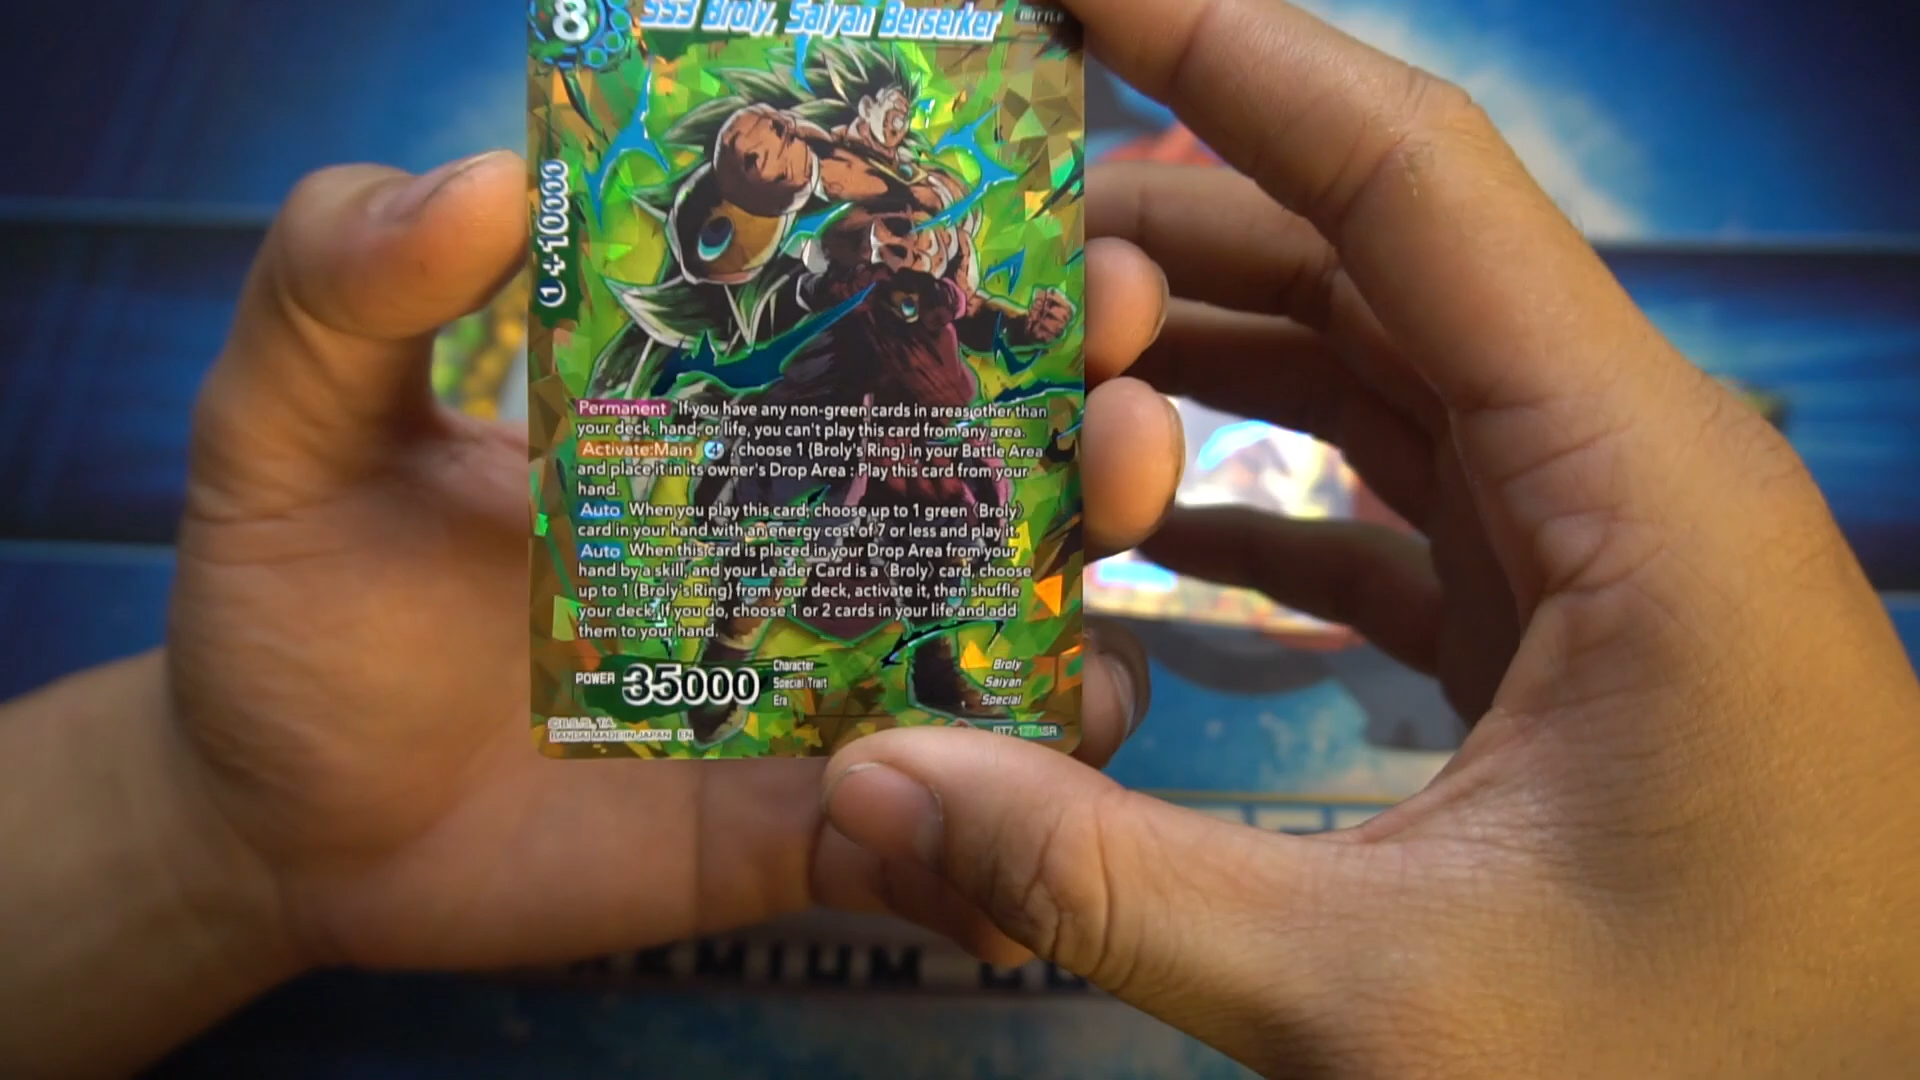 8
SS3 Broly, Saiyan Berserker
BATTLE
1 +10000
Permanent If you have any non-green cards in areas other than
your deck, hand, or life, you can't play this card from any area.
Activate:Main 4 , choose 1 {Broly's Ring} in your Battle Area
and place it in its owner's Drop Area : Play this card from your
hand.
Auto When you play this card, choose up to 1 green 〈Broly〉
card in your hand with an energy cost of 7 or less and play it.
Auto When this card is placed in your Drop Area from your
hand by a skill, and your Leader Card is a 〈Broly〉 card, choose
up to 1 {Broly's Ring} from your deck, activate it, then shuffle
your deck. If you do, choose 1 or 2 cards in your life and add
them to your hand.
POWER 35000
Character Broly
Special Trait Saiyan
Era Special
©B.S./S., T.A.
BANDAI MADE IN JAPAN EN
BT7-127 ISR